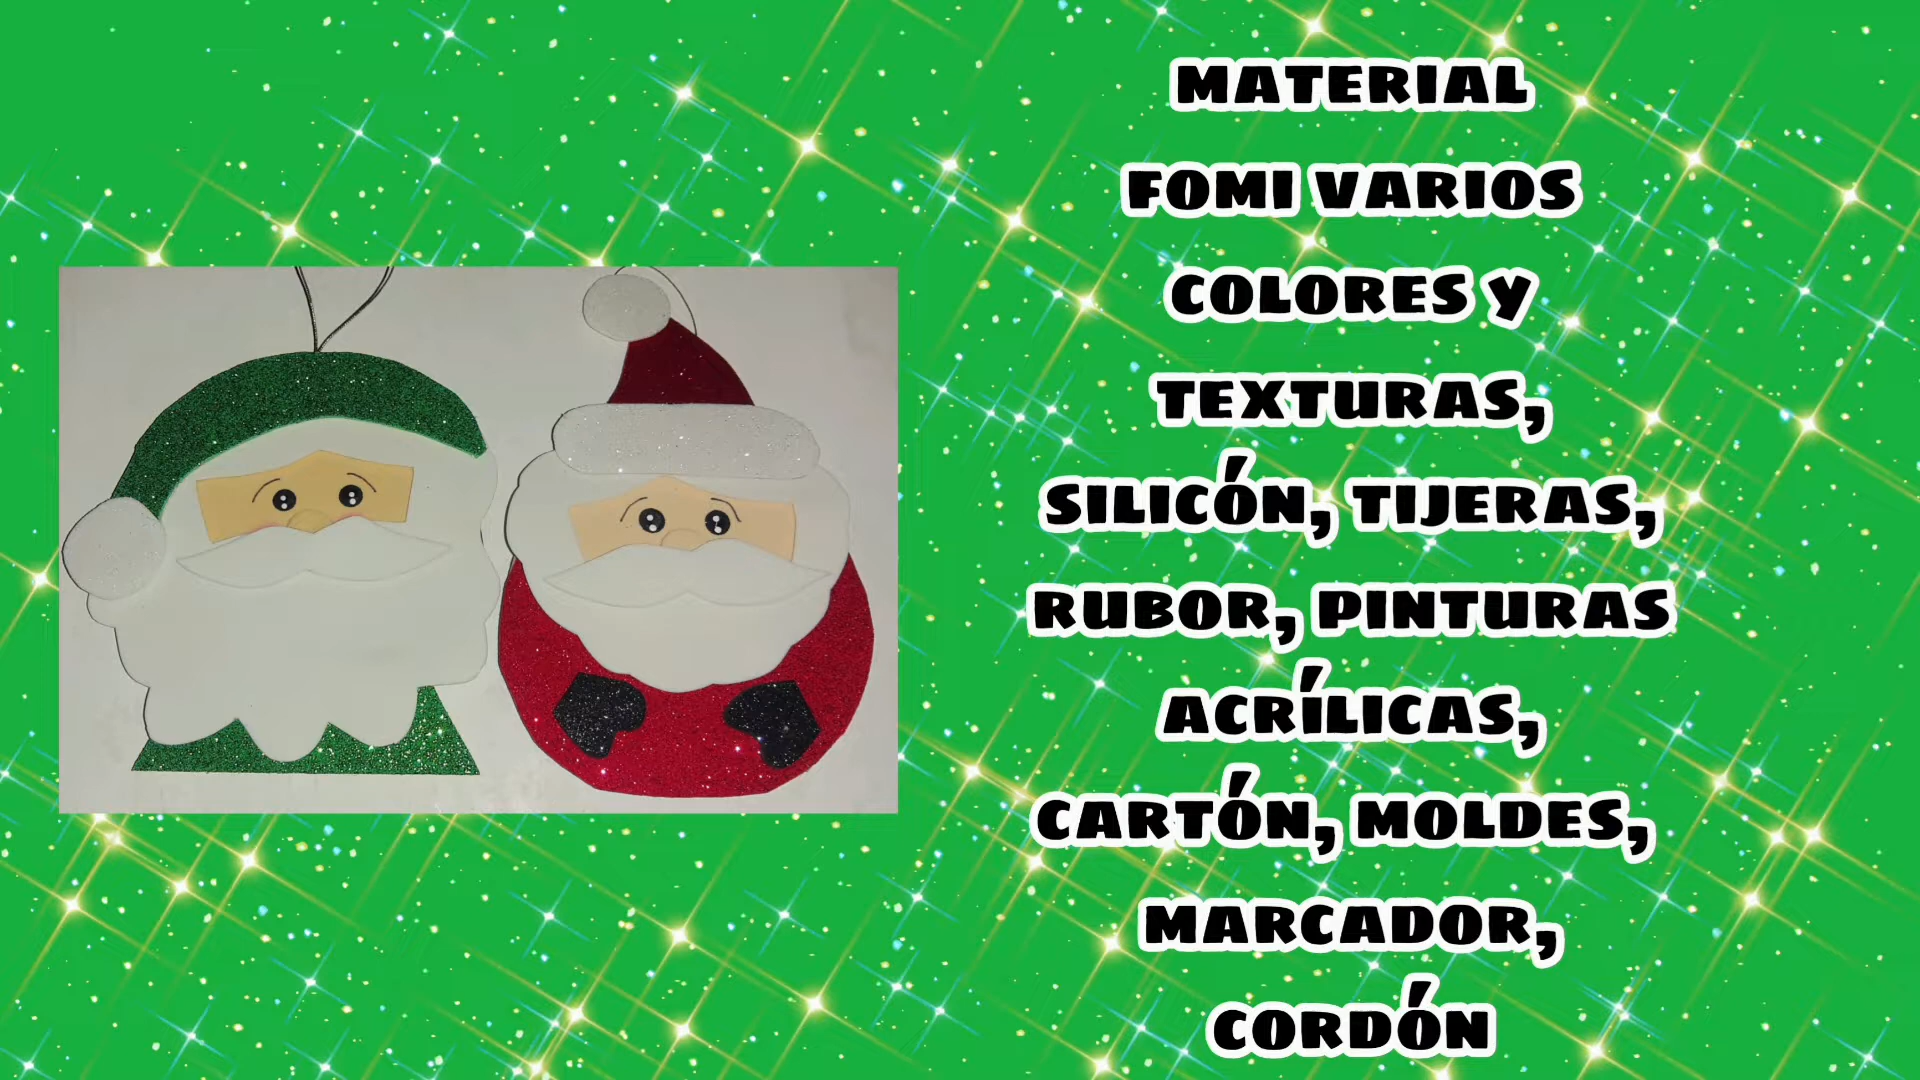 MATERIAL
FOMI VARIOS
COLORES Y
TEXTURAS,
SILICÓN, TIJERAS,
RUBOR, PINTURAS
ACRÍLICAS,
CARTÓN, MOLDES,
MARCADOR,
CORDÓN